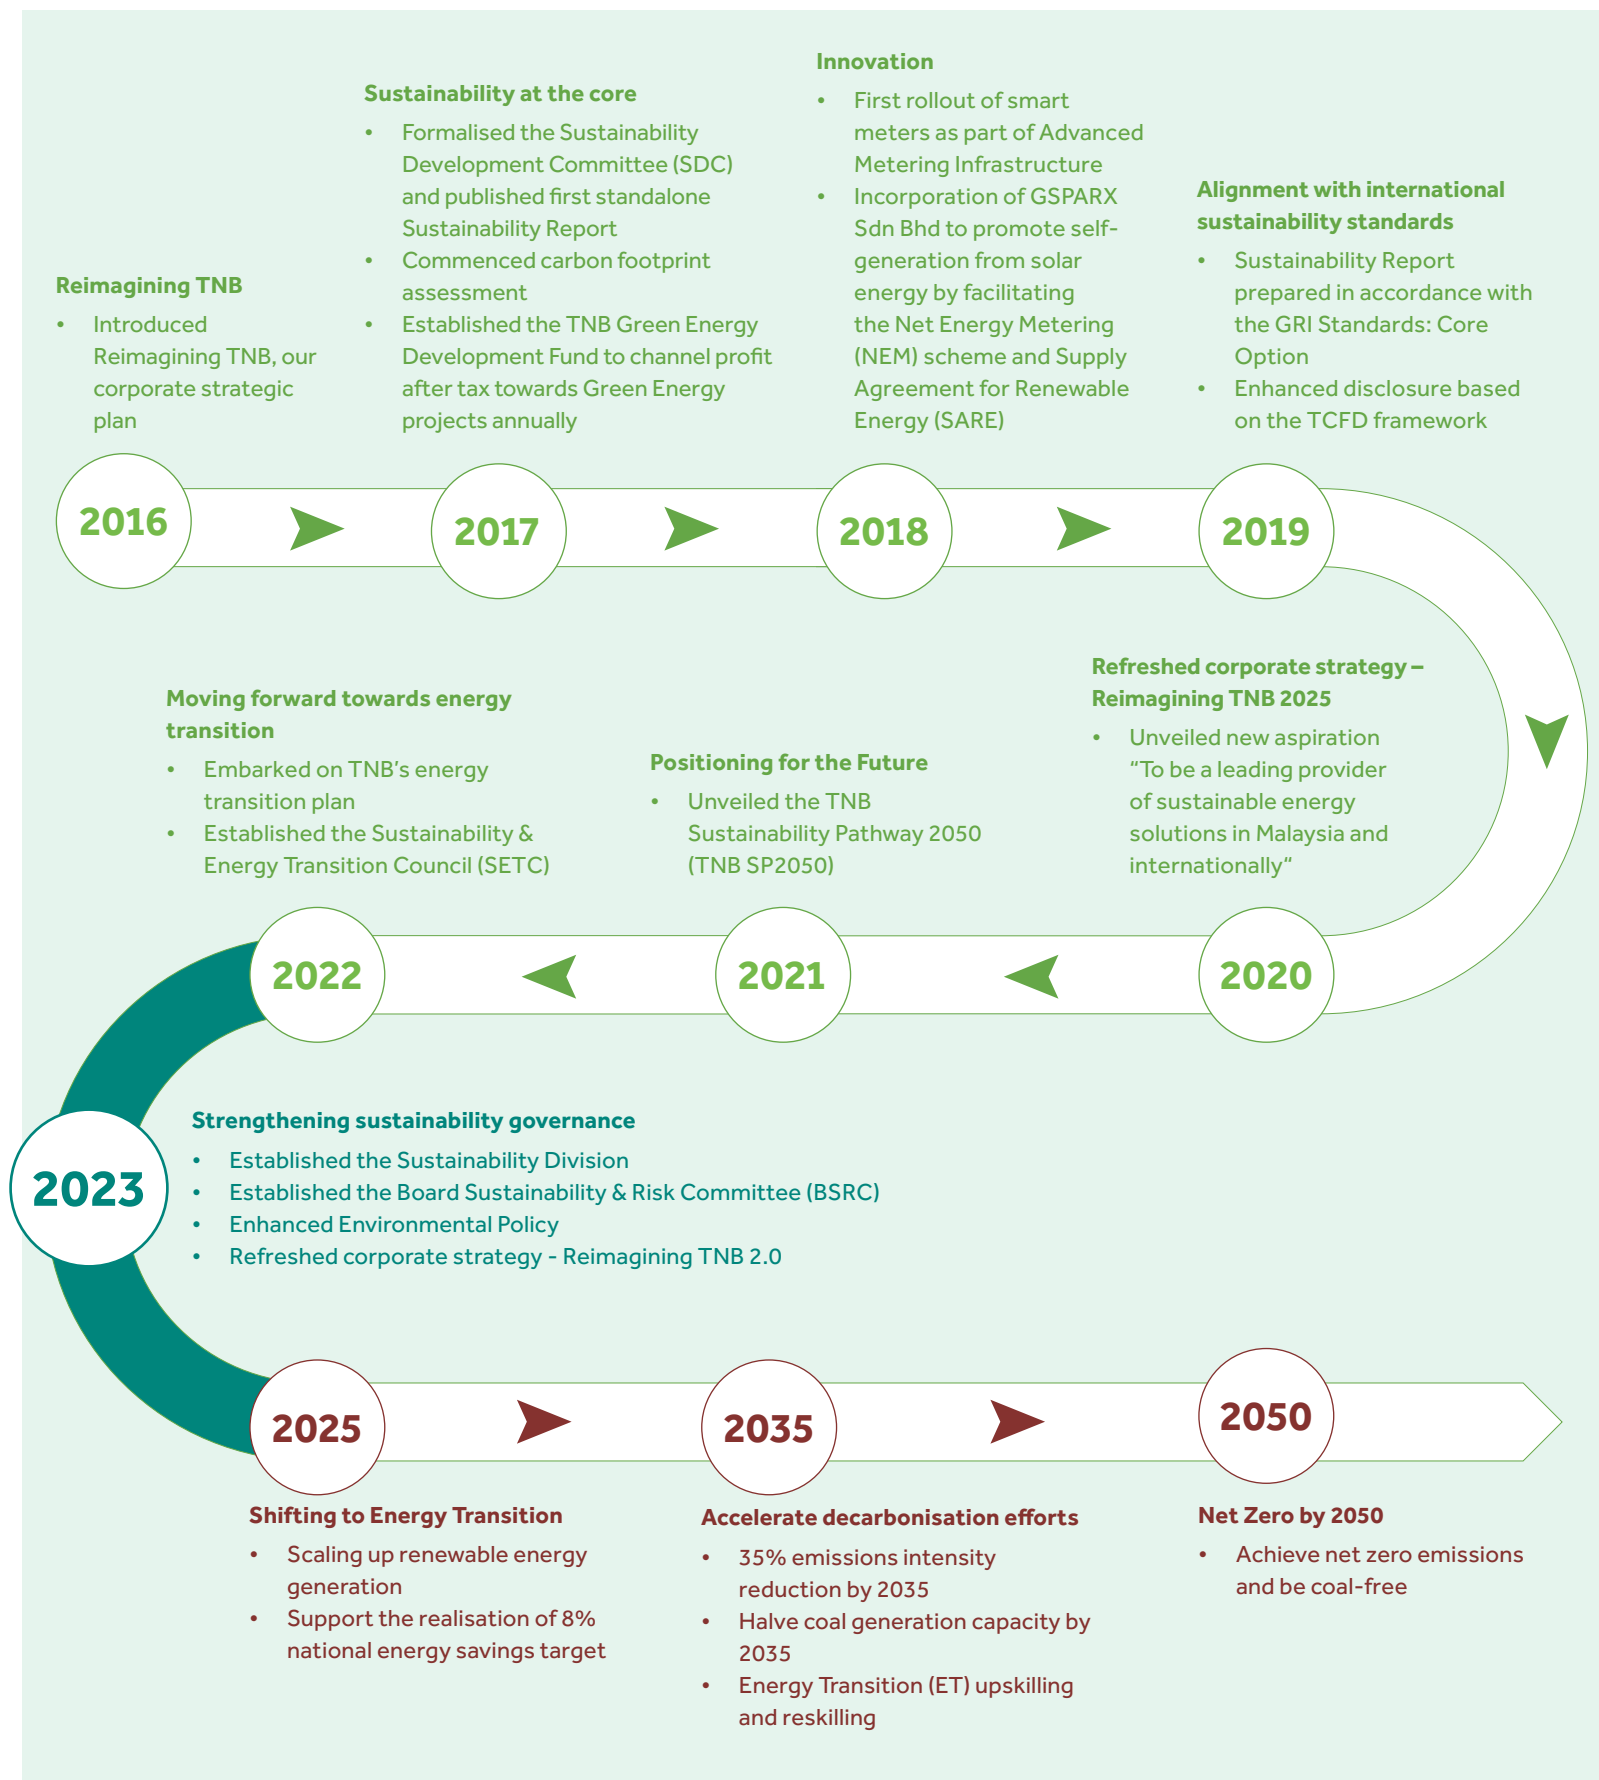 Reimagining TNB
• Introduced
Reimagining TNB, our
corporate strategic
plan
2016
Sustainability at the core
• Formalised the Sustainability
Development Committee (SDC)
and published first standalone
Sustainability Report
• Commenced carbon footprint
assessment
• Established the TNB Green Energy
Development Fund to channel profit
after tax towards Green Energy
projects annually
2017
Innovation
• First rollout of smart
meters as part of Advanced
Metering Infrastructure
• Incorporation of GSPARX
Sdn Bhd to promote self-
generation from solar
energy by facilitating
the Net Energy Metering
(NEM) scheme and Supply
Agreement for Renewable
Energy (SARE)
2018
Alignment with international
sustainability standards
• Sustainability Report
prepared in accordance with
the GRI Standards: Core
Option
• Enhanced disclosure based
on the TCFD framework
2019
Refreshed corporate strategy –
Reimagining TNB 2025
• Unveiled new aspiration
“To be a leading provider
of sustainable energy
solutions in Malaysia and
internationally“
2020
Positioning for the Future
• Unveiled the TNB
Sustainability Pathway 2050
(TNB SP2050)
2021
Moving forward towards energy
transition
• Embarked on TNB’s energy
transition plan
• Established the Sustainability &
Energy Transition Council (SETC)
2022
2023
Strengthening sustainability governance
• Established the Sustainability Division
• Established the Board Sustainability & Risk Committee (BSRC)
• Enhanced Environmental Policy
• Refreshed corporate strategy - Reimagining TNB 2.0
2025
Shifting to Energy Transition
• Scaling up renewable energy
generation
• Support the realisation of 8%
national energy savings target
2035
Accelerate decarbonisation efforts
• 35% emissions intensity
reduction by 2035
• Halve coal generation capacity by
2035
• Energy Transition (ET) upskilling
and reskilling
2050
Net Zero by 2050
• Achieve net zero emissions
and be coal-free